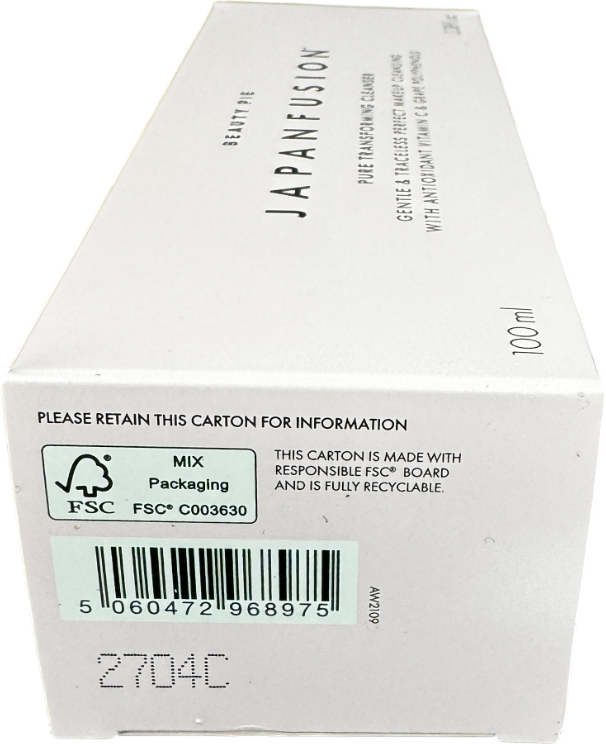 BEAUTY PIE
JAPANFUSION™
PURE TRANSFORMING CLEANSER
GENTLE & TRACELESS PERFECT MAKEUP CLEANSING
WITH ANTIOXIDANT VITAMIN C & GRAPE POLYPHENOLS
100 ml
PLEASE RETAIN THIS CARTON FOR INFORMATION
FSC
MIX
Packaging
FSC® C003630
THIS CARTON IS MADE WITH
RESPONSIBLE FSC® BOARD
AND IS FULLY RECYCLABLE.
5 060472 968975
AW2109
2704C